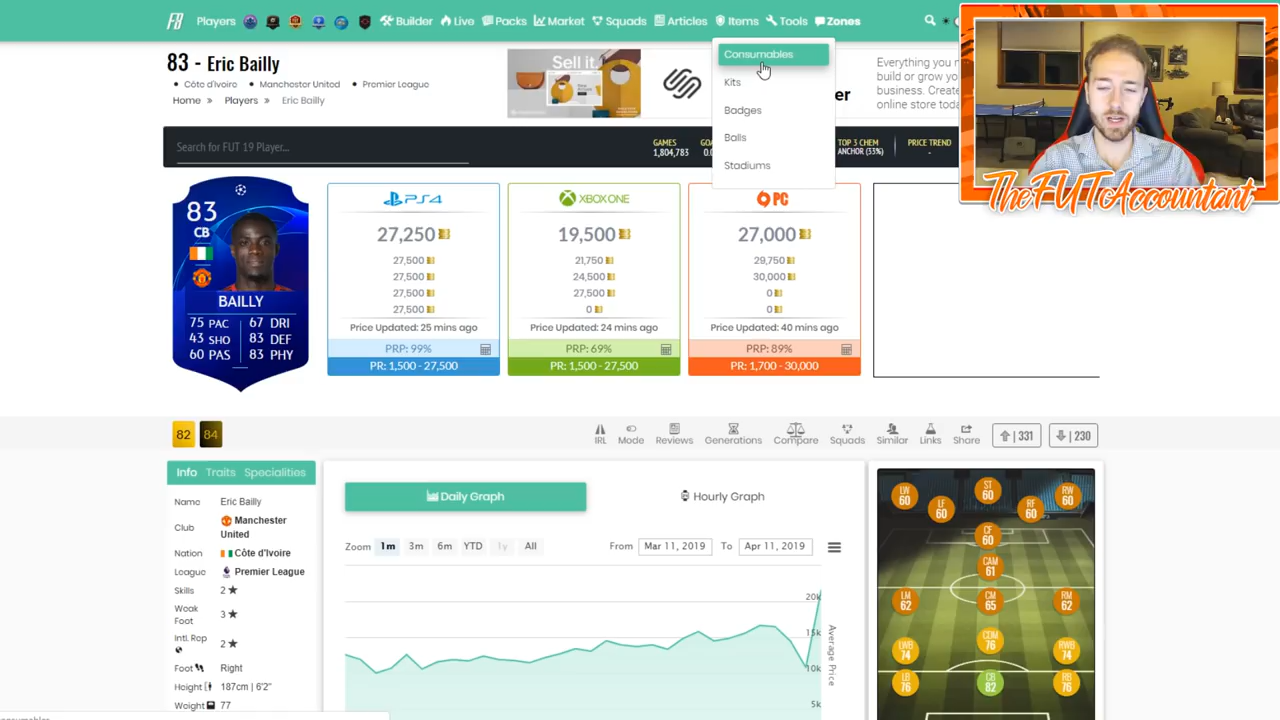 Players
Builder
Live
Packs
Market
Squads
Articles
Items
Tools
Zones
Consumables
Kits
Badges
Balls
Stadiums
83 - Eric Bailly
Côte d'Ivoire
Manchester United
Premier League
Home » Players » Eric Bailly
Sell it.
Everything you n
build or grow yo
business. Create
online store toda
er
TheFUTAccountant
Search for FUT 19 Player...
GAMES
1,804,783
TOP 3 CHEM
ANCHOR (33%)
PRICE TREND
-
83
CB
BAILLY
75 PAC 67 DRI
43 SHO 83 DEF
60 PAS 83 PHY
PS4
27,250
27,500
27,500
27,500
27,500
Price Updated: 25 mins ago
PRP: 99%
PR: 1,500 - 27,500
XBOX ONE
19,500
21,750
24,500
27,500
0
Price Updated: 24 mins ago
PRP: 69%
PR: 1,500 - 27,500
PC
27,000
29,750
30,000
0
0
Price Updated: 40 mins ago
PRP: 89%
PR: 1,700 - 30,000
82
84
IRL
Mode
Reviews
Generations
Compare
Squads
Similar
Links
Share
331
230
Info Traits Specialities
Name Eric Bailly
Club Manchester United
Nation Côte d'Ivoire
League Premier League
Skills 2
Weak Foot 3
Intl. Rep 2
Foot Right
Height 187cm | 6'2"
Weight 77
Daily Graph
Hourly Graph
Zoom 1m 3m 6m YTD 1y All
From Mar 11, 2019 To Apr 11, 2019
20k
15k
10k
5k
Average Price
LW 60
LF 60
ST 60
RF 60
RW 60
CF 60
CAM 61
LM 62
CM 65
RM 62
LWB 74
CDM 76
RWB 74
LB 76
CB 82
RB 76